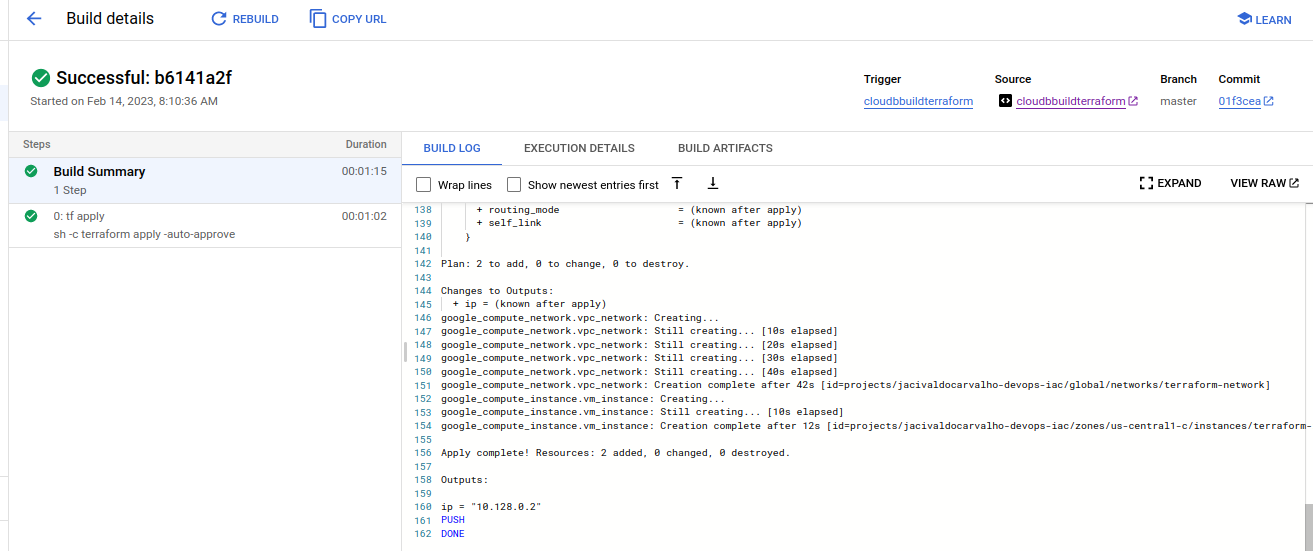 Build details
REBUILD
COPY URL
LEARN
Successful: b6141a2f
Started on Feb 14, 2023, 8:10:36 AM
Trigger
cloudbbuildterraform
Source
cloudbbuildterraform
Branch
master
Commit
01f3cea
Steps Duration
Build Summary 00:01:15
1 Step
0: tf apply 00:01:02
sh -c terraform apply -auto-approve
BUILD LOG EXECUTION DETAILS BUILD ARTIFACTS
Wrap lines Show newest entries first EXPAND VIEW RAW
138 + routing_mode = (known after apply)
139 + self_link = (known after apply)
140 }
141
142 Plan: 2 to add, 0 to change, 0 to destroy.
143
144 Changes to Outputs:
145 + ip = (known after apply)
146 google_compute_network.vpc_network: Creating...
147 google_compute_network.vpc_network: Still creating... [10s elapsed]
148 google_compute_network.vpc_network: Still creating... [20s elapsed]
149 google_compute_network.vpc_network: Still creating... [30s elapsed]
150 google_compute_network.vpc_network: Still creating... [40s elapsed]
151 google_compute_network.vpc_network: Creation complete after 42s [id=projects/jacivaldocarvalho-devops-iac/global/networks/terraform-network]
152 google_compute_instance.vm_instance: Creating...
153 google_compute_instance.vm_instance: Still creating... [10s elapsed]
154 google_compute_instance.vm_instance: Creation complete after 12s [id=projects/jacivaldocarvalho-devops-iac/zones/us-central1-c/instances/terraform-
155
156 Apply complete! Resources: 2 added, 0 changed, 0 destroyed.
157
158 Outputs:
159
160 ip = "10.128.0.2"
161 PUSH
162 DONE